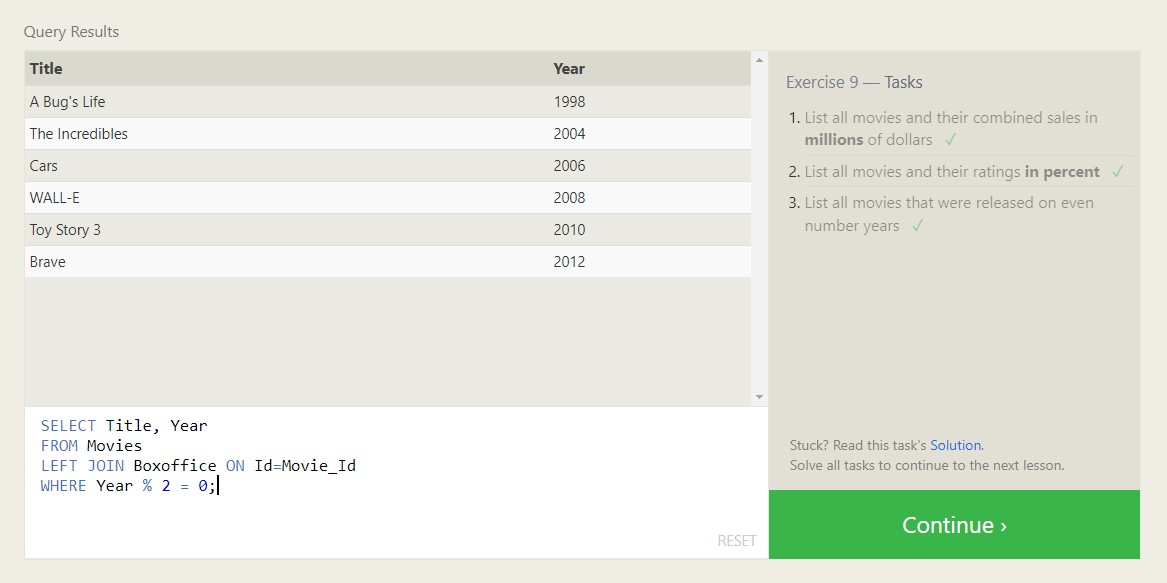 Query Results
Title Year
A Bug's Life 1998
The Incredibles 2004
Cars 2006
WALL-E 2008
Toy Story 3 2010
Brave 2012
SELECT Title, Year
FROM Movies
LEFT JOIN Boxoffice ON Id=Movie_Id
WHERE Year % 2 = 0;
RESET
Exercise 9 — Tasks
1. List all movies and their combined sales in
millions of dollars ✓
2. List all movies and their ratings in percent ✓
3. List all movies that were released on even
number years ✓
Stuck? Read this task's Solution.
Solve all tasks to continue to the next lesson.
Continue ›